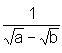 1/(√a − √b)